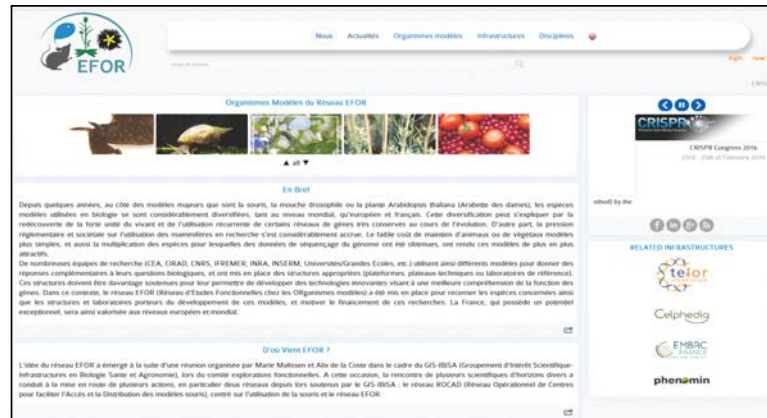 EFOR
Nous Actualités Organismes modèles Infrastructures Disciplines
login new
Organismes Modèles du Réseau EFOR
▲ all ▼
CRISPR
CRISPR Congress 2016
23rd - 25th of February 2016
ethod) by the
RELATED INFRASTRUCTURES
tefor
Celphedia
EMBRC
FRANCE
phenomin
En Bref
Depuis quelques années, au côté des modèles majeurs que sont la souris, la mouche drosophile ou la plante Arabidopsis thaliana (Arabette des dames), les espèces
modèles utilisées en biologie se sont considérablement diversifiées, tant au niveau mondial, qu'européen et français. Cette diversification peut s'expliquer par la
redécouverte de la forte unité du vivant et de l'utilisation récurrente de certains réseaux de gènes très conservés au cours de l'évolution. D'autre part, la pression
réglementaire et sociétale sur l'utilisation des mammifères en recherche s'est considérablement accrue. Le faible coût de maintien d'animaux ou de végétaux modèles
plus simples, et aussi la multiplication des espèces pour lesquelles des données de séquençage du génome ont été obtenues, ont rendu ces modèles de plus en plus
attractifs.
De nombreuses équipes de recherche (CEA, CIRAD, CNRS, IFREMER, INRA, INSERM, Universités/Grandes Ecoles, etc.) utilisent ainsi différents modèles pour donner des
réponses complémentaires à leurs questions biologiques, et ont mis en place des structures appropriées (plateformes, plateaux-techniques ou laboratoires de référence).
Ces structures doivent être davantage soutenues pour leur permettre de développer des technologies innovantes visant à une meilleure compréhension de la fonction des
gènes. Dans ce contexte, le réseau EFOR (Réseau d'Etudes Fonctionnelles chez les ORganismes modèles) a été mis en place pour recenser les espèces concernées ainsi
que les structures et laboratoires porteurs du développement de ces modèles, et motiver le financement de ces recherches. La France, qui possède un potentiel
exceptionnel, sera ainsi valorisée aux niveaux européen et mondial.
D'ou Vient EFOR ?
L'idée du réseau EFOR a émergé à la suite d'une réunion organisée par Marie Malissen et Alix de la Coste dans le cadre du GIS-IBiSA (Groupement d'Intérêt Scientifique-
Infrastructures en Biologie Sante et Agronomie), lors du comité explorations fonctionnelles. A cette occasion, la rencontre de plusieurs scientifiques d'horizons divers a
conduit à la mise en route de plusieurs actions, en particulier deux réseaux depuis lors soutenus par le GIS-IBiSA : le réseau ROCAD (Réseau Opérationnel de Centres
pour faciliter l'Accès et la Distribution des modèles souris), centré sur l'utilisation de la souris et le réseau EFOR.